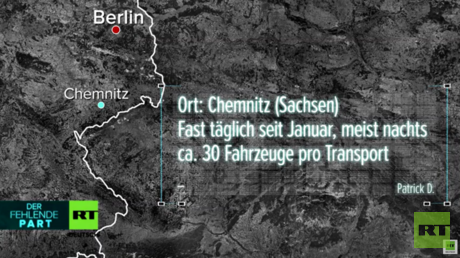 Berlin
Chemnitz
Ort: Chemnitz (Sachsen)
Fast täglich seit Januar, meist nachts
ca. 30 Fahrzeuge pro Transport
Patrick D.
DER
FEHLENDE
PART
RT
RT